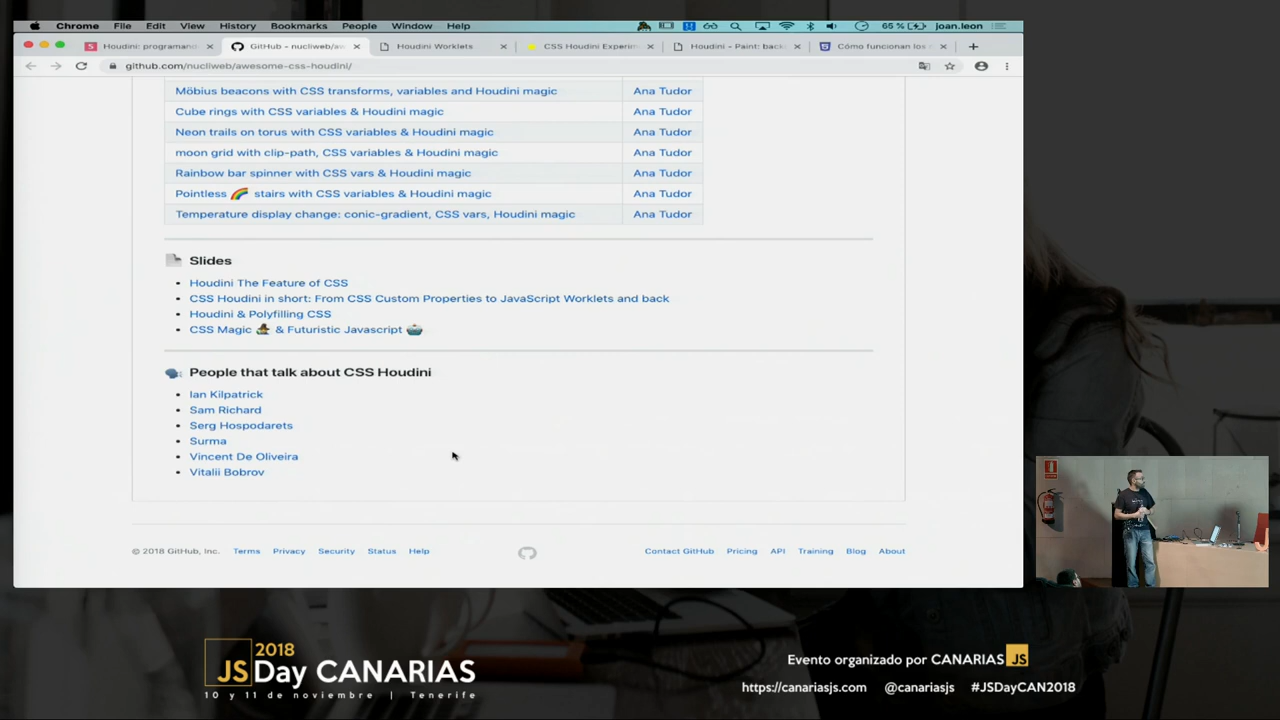 Chrome File Edit View History Bookmarks People Window Help 65 % joan.leon
Houdini: programand
GitHub - nucliweb/aw
Houdini Worklets
CSS Houdini Experim
Houdini - Paint: back
Cómo funcionan los
github.com/nucliweb/awesome-css-houdini/
Möbius beacons with CSS transforms, variables and Houdini magic Ana Tudor
Cube rings with CSS variables & Houdini magic Ana Tudor
Neon trails on torus with CSS variables & Houdini magic Ana Tudor
moon grid with clip-path, CSS variables & Houdini magic Ana Tudor
Rainbow bar spinner with CSS vars & Houdini magic Ana Tudor
Pointless 🌈 stairs with CSS variables & Houdini magic Ana Tudor
Temperature display change: conic-gradient, CSS vars, Houdini magic Ana Tudor
Slides
Houdini The Feature of CSS
CSS Houdini in short: From CSS Custom Properties to JavaScript Worklets and back
Houdini & Polyfilling CSS
CSS Magic & Futuristic Javascript
People that talk about CSS Houdini
Ian Kilpatrick
Sam Richard
Serg Hospodarets
Surma
Vincent De Oliveira
Vitalii Bobrov
© 2018 GitHub, Inc. Terms Privacy Security Status Help Contact GitHub Pricing API Training Blog About
2018
JSDay CANARIAS
10 y 11 de noviembre | Tenerife
Evento organizado por CANARIAS JS
https://canariasjs.com @canariasjs #JSDayCAN2018